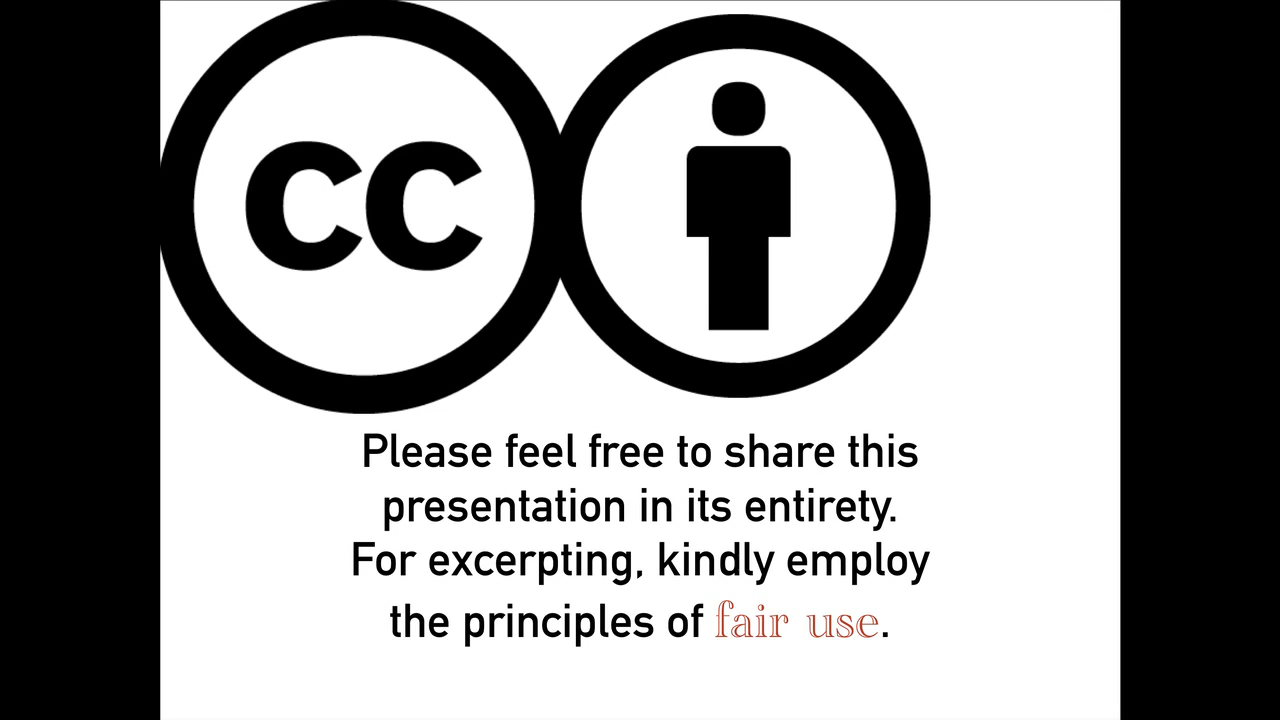 cc
Please feel free to share this
presentation in its entirety.
For excerpting, kindly employ
the principles of fair use.